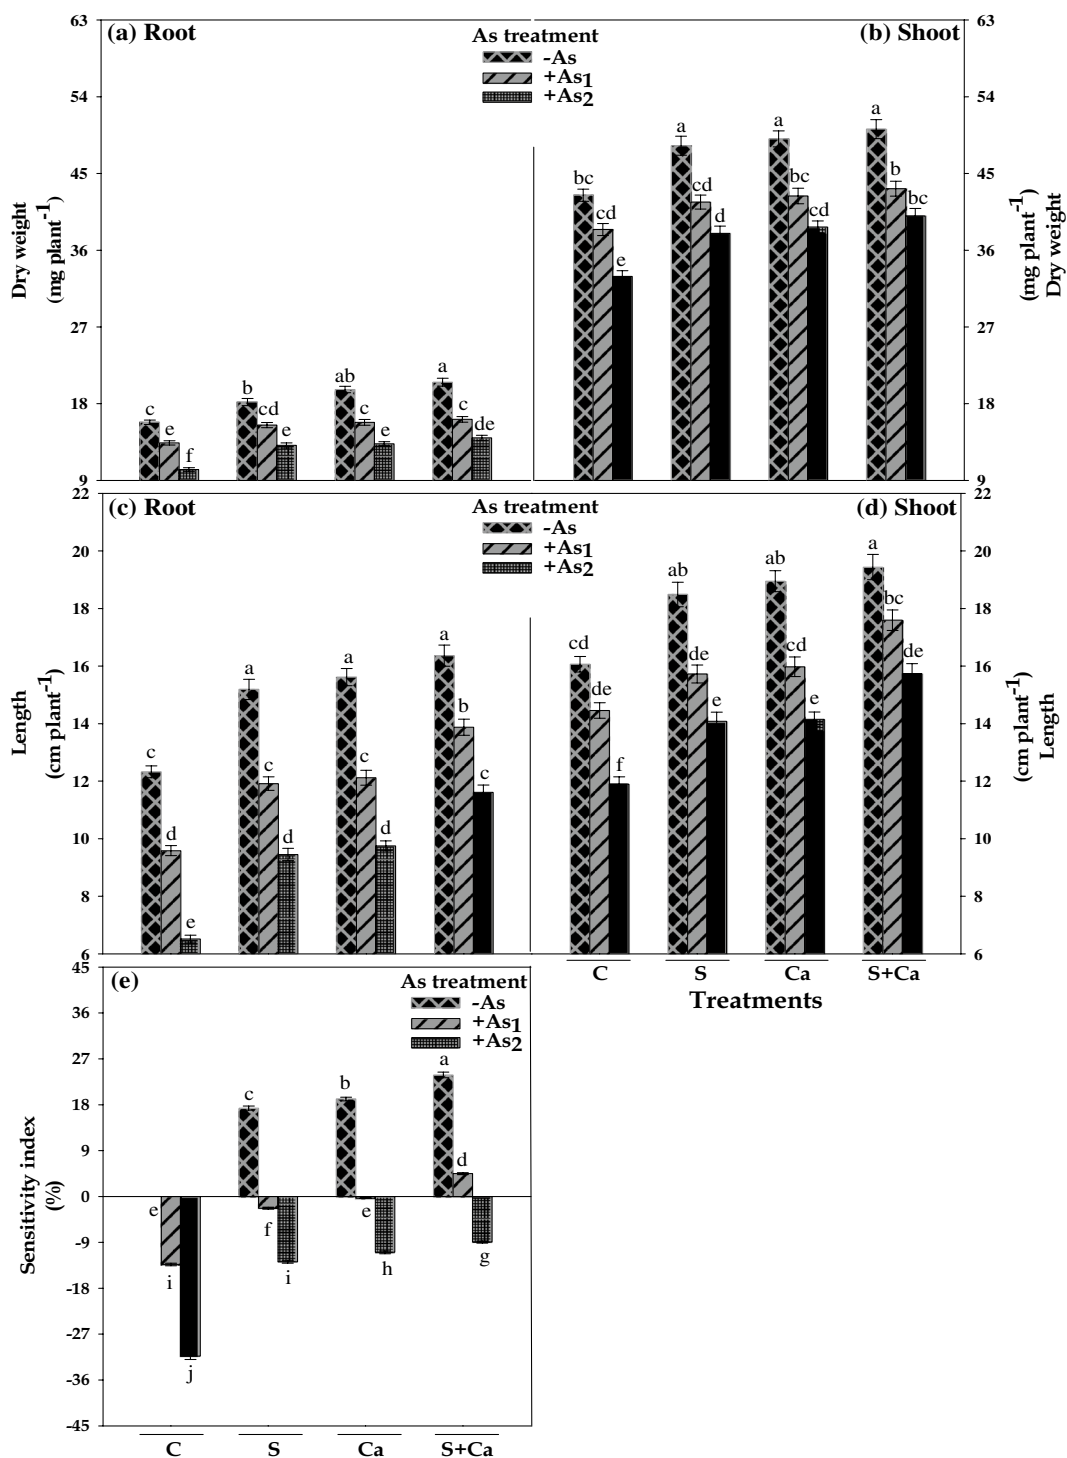 (a) Root
As treatment
-As
+As1
+As2
(b) Shoot
63
54
45
36
27
18
9
Dry weight
(mg plant-1)
c
e
f
b
cd
e
ab
c
e
a
c
de
bc
cd
e
a
cd
d
a
bc
cd
a
b
bc
63
54
45
36
27
18
9
(mg plant-1)
Dry weight
(c) Root
As treatment
-As
+As1
+As2
(d) Shoot
22
20
18
16
14
12
10
8
6
Length
(cm plant-1)
c
d
e
a
c
d
a
c
d
a
b
c
cd
de
f
ab
de
e
ab
cd
e
a
bc
de
22
20
18
16
14
12
10
8
6
(cm plant-1)
Length
C S Ca S+Ca
Treatments
(e)
As treatment
-As
+As1
+As2
45
36
27
18
9
0
-9
-18
-27
-36
-45
Sensitivity index
(%)
e
i
j
c
f
i
b
e
h
a
d
g
C S Ca S+Ca